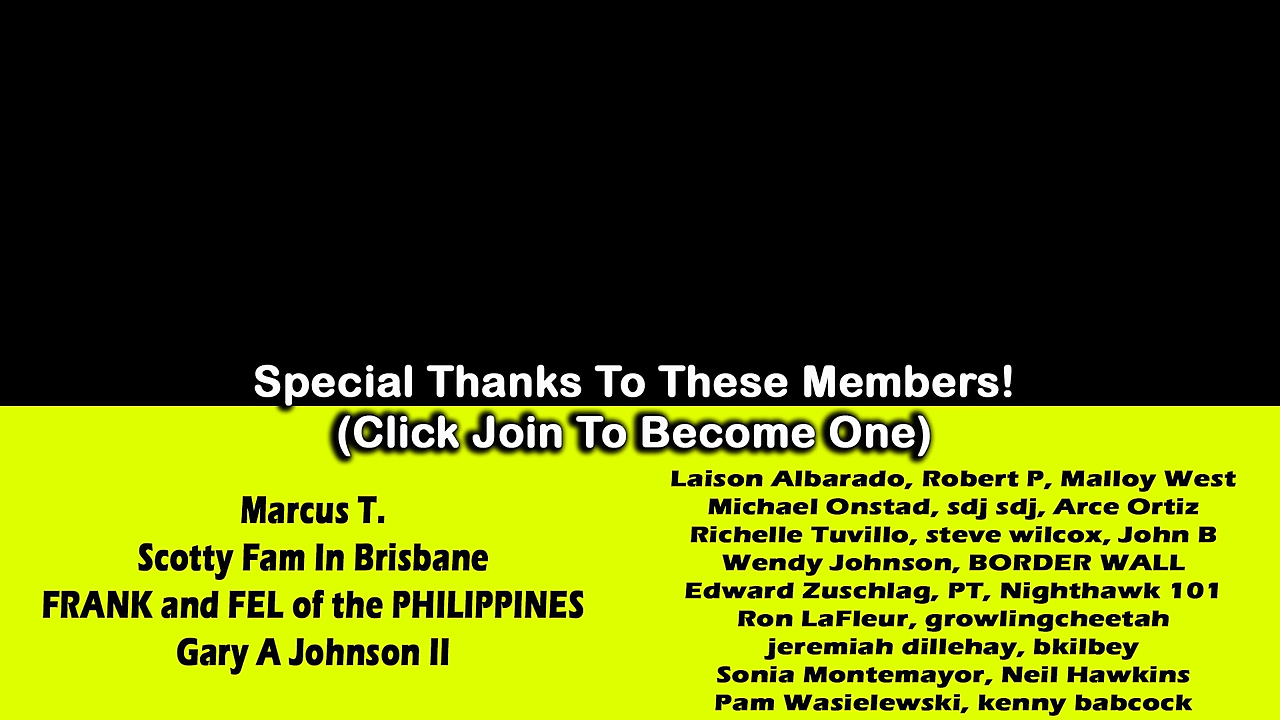 Special Thanks To These Members!
(Click Join To Become One)
Marcus T.
Scotty Fam In Brisbane
FRANK and FEL of the PHILIPPINES
Gary A Johnson II
Laison Albarado, Robert P, Malloy West
Michael Onstad, sdj sdj, Arce Ortiz
Richelle Tuvillo, steve wilcox, John B
Wendy Johnson, BORDER WALL
Edward Zuschlag, PT, Nighthawk 101
Ron LaFleur, growlingcheetah
jeremiah dillehay, bkilbey
Sonia Montemayor, Neil Hawkins
Pam Wasielewski, kenny babcock